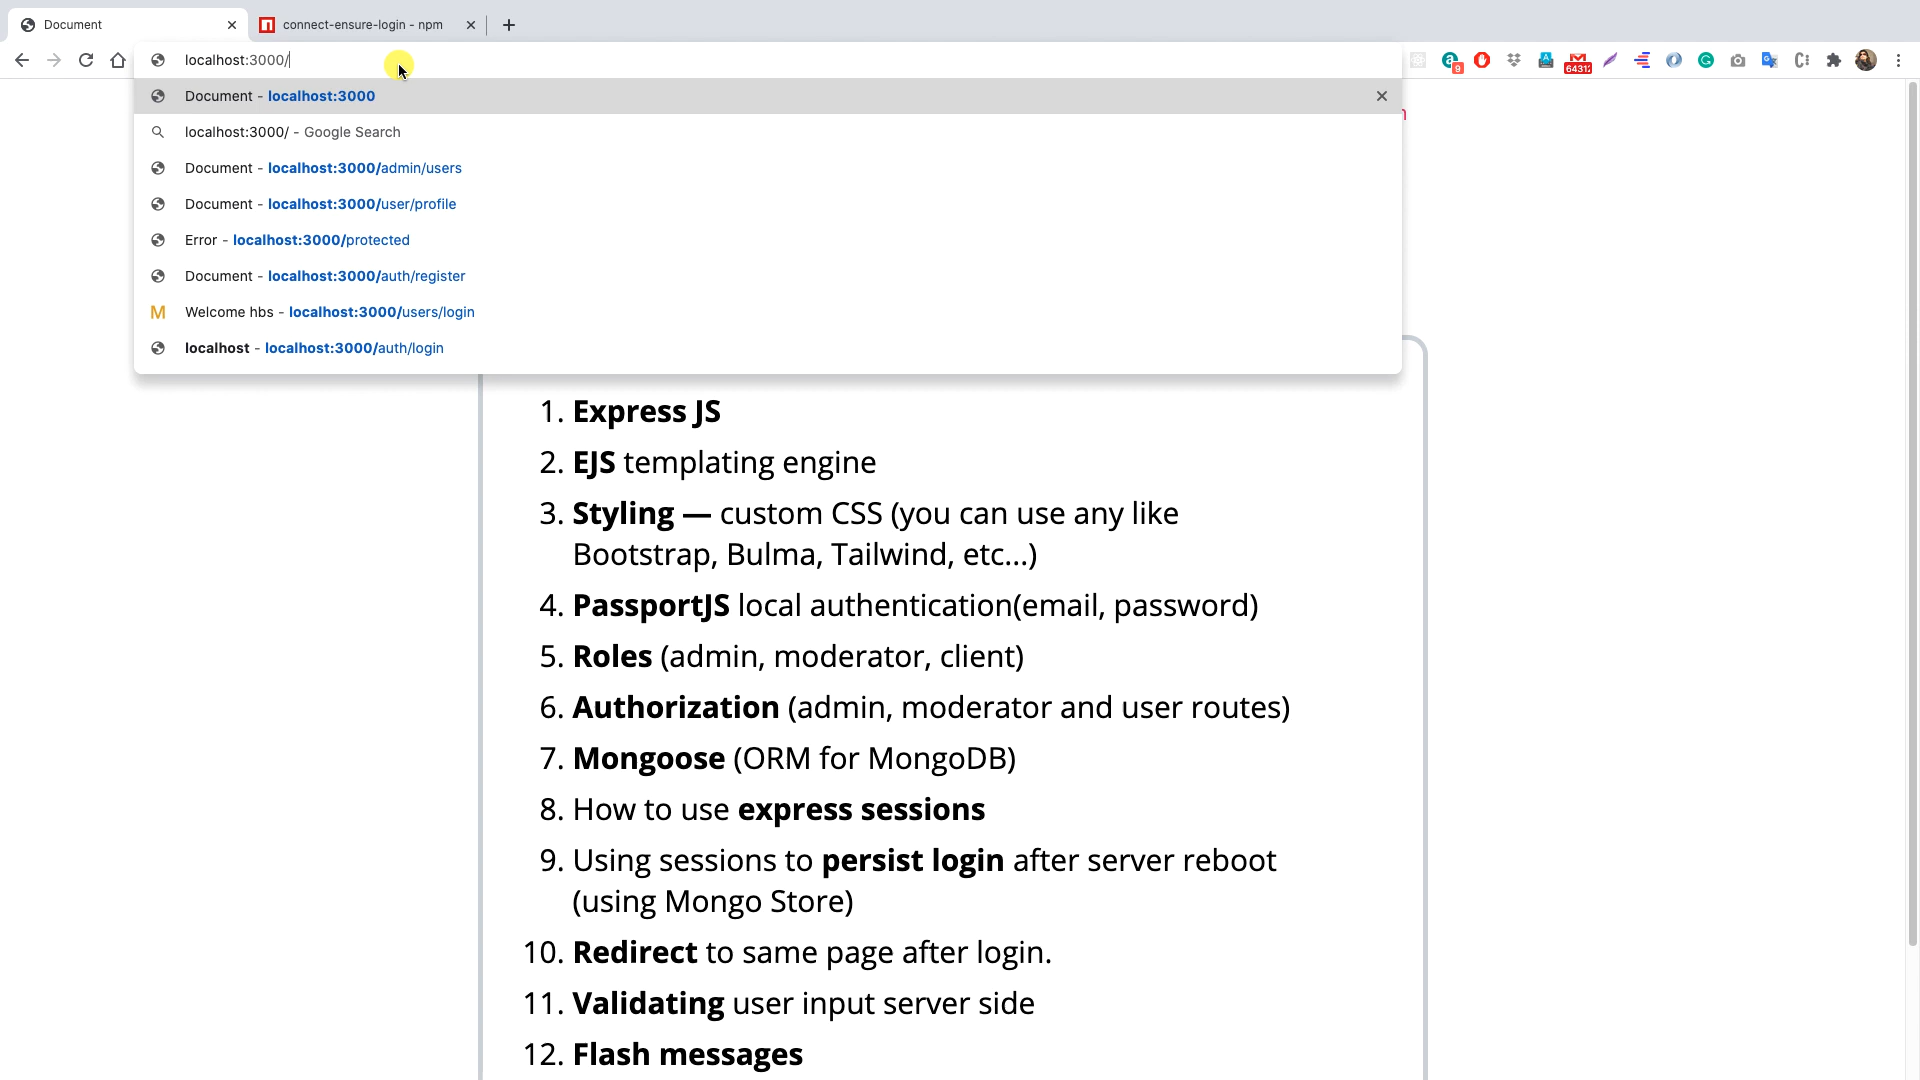 Document
connect-ensure-login - npm
localhost:3000/
9
64312
Document - localhost:3000
localhost:3000/ - Google Search
Document - localhost:3000/admin/users
Document - localhost:3000/user/profile
Error - localhost:3000/protected
Document - localhost:3000/auth/register
M Welcome hbs - localhost:3000/users/login
localhost - localhost:3000/auth/login
1. Express JS
2. EJS templating engine
3. Styling — custom CSS (you can use any like
Bootstrap, Bulma, Tailwind, etc...)
4. PassportJS local authentication(email, password)
5. Roles (admin, moderator, client)
6. Authorization (admin, moderator and user routes)
7. Mongoose (ORM for MongoDB)
8. How to use express sessions
9. Using sessions to persist login after server reboot
(using Mongo Store)
10. Redirect to same page after login.
11. Validating user input server side
12. Flash messages